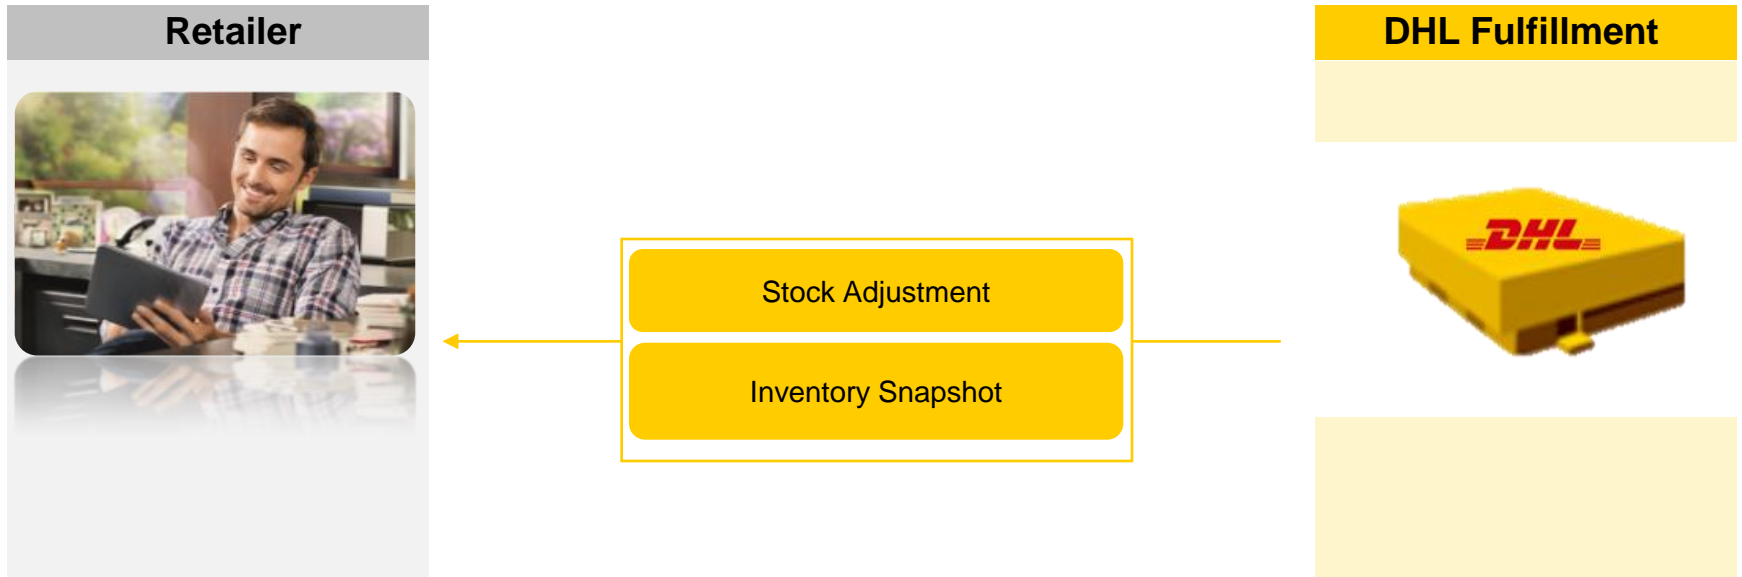 Retailer
DHL Fulfillment
DHL
Stock Adjustment
Inventory Snapshot